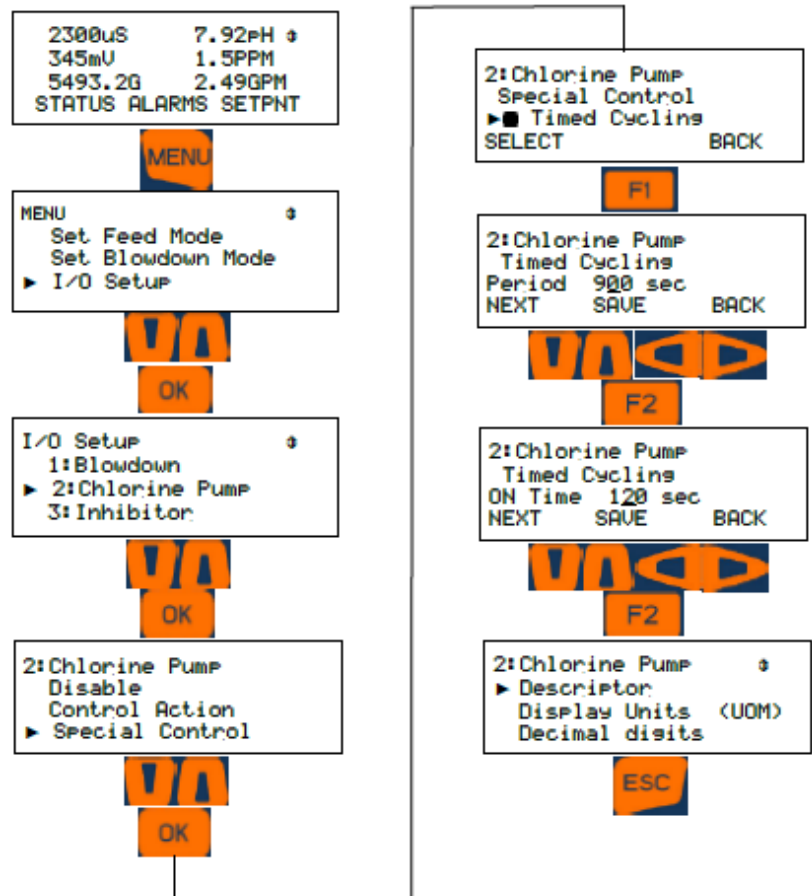 2300uS 7.92pH
345mV 1.5PPM
5493.2G 2.49GPM
STATUS ALARMS SETPNT
MENU
MENU
Set Feed Mode
Set Blowdown Mode
► I/O Setup
OK
I/O Setup
1:Blowdown
► 2:Chlorine Pump
3:Inhibitor
OK
2:Chlorine Pump
Disable
Control Action
► Special Control
OK
2:Chlorine Pump
Special Control
►■ Timed Cycling
SELECT BACK
F1
2:Chlorine Pump
Timed Cycling
Period 900 sec
NEXT SAVE BACK
F2
2:Chlorine Pump
Timed Cycling
ON Time 120 sec
NEXT SAVE BACK
F2
2:Chlorine Pump
► Descriptor
Display Units (UOM)
Decimal digits
ESC